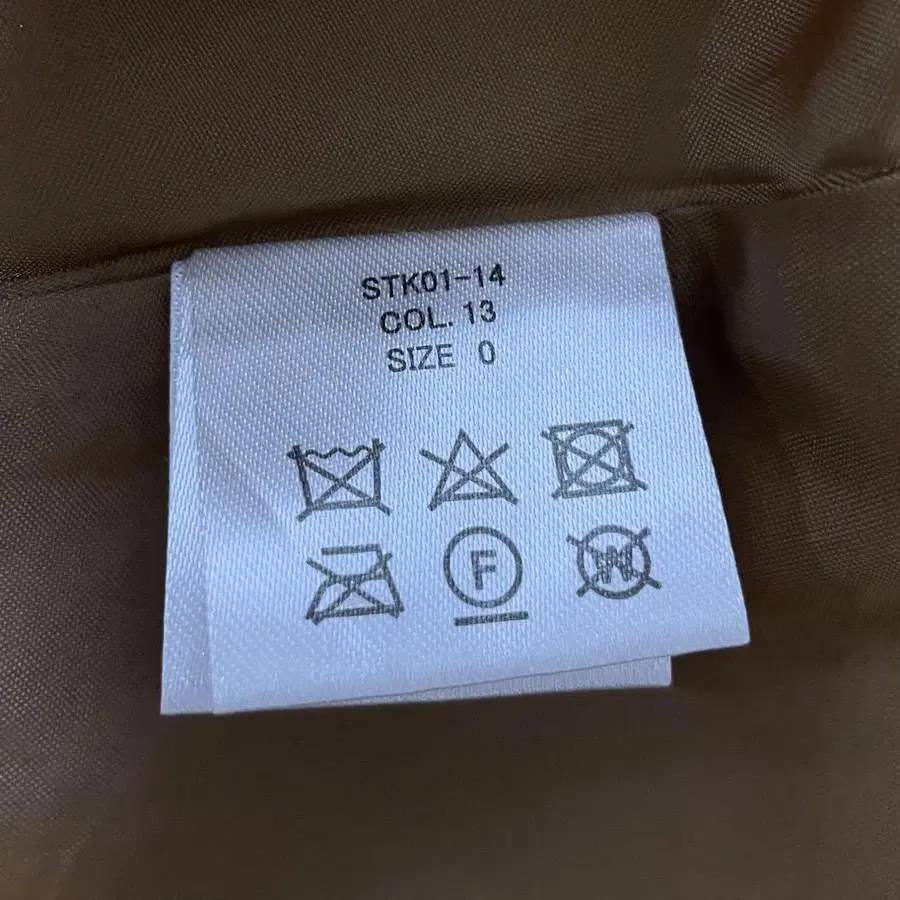 STK01-14
COL. 13
SIZE 0
F
W